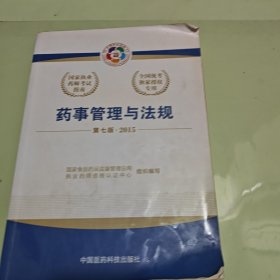 国家执业
药师考试
指南
全国统考
独家授权
专用
药事管理与法规
第七版·2015
国家食品药品监督管理总局
执业药师资格认证中心
组织编写
中国医药科技出版社